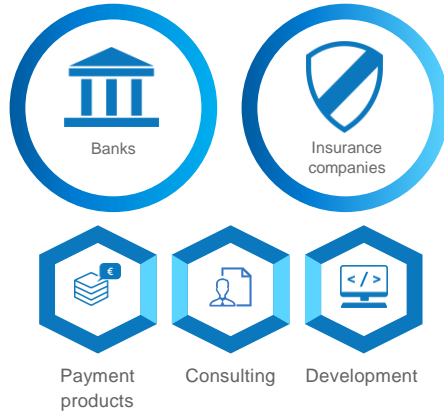 Banks
Insurance
companies
€
</>
Payment
products
Consulting
Development